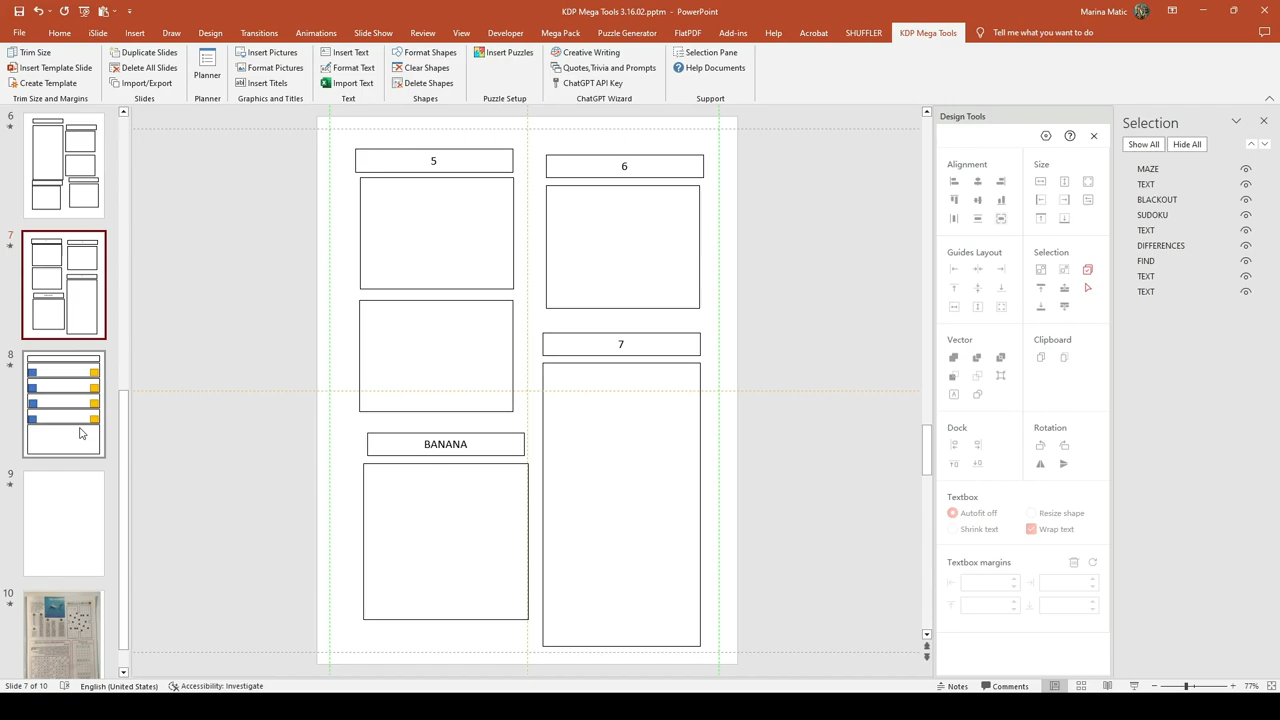 KDP Mega Tools 3.16.02.pptm - PowerPoint
Marina Matic
File Home iSlide Insert Draw Design Transitions Animations Slide Show Review View Developer Mega Pack Puzzle Generator FlatPDF Add-ins Help Acrobat SHUFFLER KDP Mega Tools Tell me what you want to do
Trim Size
Insert Template Slide
Create Template
Trim Size and Margins
Duplicate Slides
Delete All Slides
Import/Export
Slides
Planner
Planner
Insert Pictures
Format Pictures
Insert Titels
Graphics and Titles
Insert Text
Format Text
Import Text
Text
Format Shapes
Clear Shapes
Delete Shapes
Shapes
Insert Puzzles
Puzzle Setup
Creative Writing
Quotes,Trivia and Prompts
ChatGPT API Key
ChatGPT Wizard
Selection Pane
Help Documents
Support
6
7
8
9
10
5
6
7
BANANA
Design Tools
Alignment
Size
Guides Layout
Selection
Vector
Clipboard
Dock
Rotation
Textbox
Autofit off
Resize shape
Shrink text
Wrap text
Textbox margins
Selection
Show All
Hide All
MAZE
TEXT
BLACKOUT
SUDOKU
TEXT
DIFFERENCES
FIND
TEXT
TEXT
Slide 7 of 10
English (United States)
Accessibility: Investigate
Notes
Comments
77%